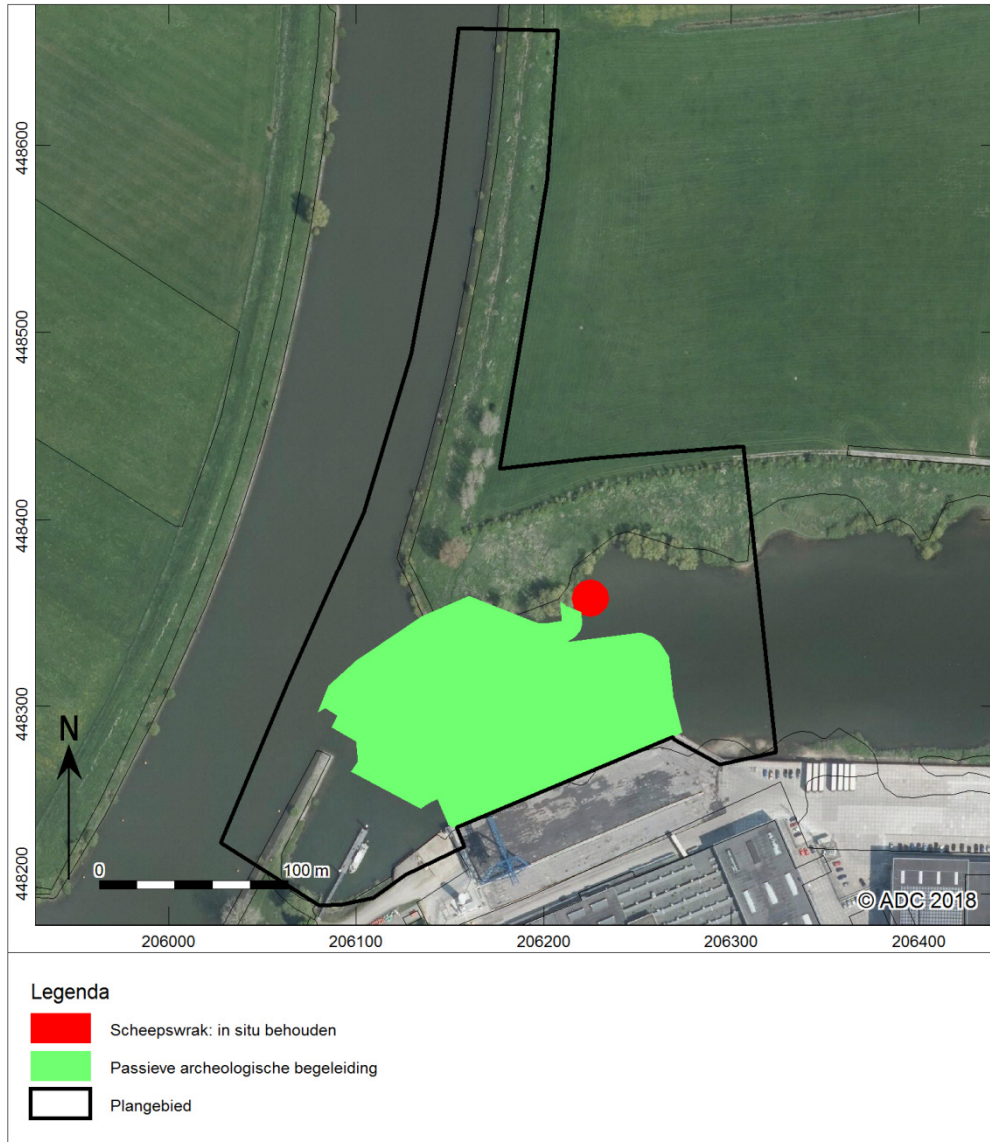 448600
448500
448400
448300
448200
N
0 100 m
© ADC 2018
206000 206100 206200 206300 206400
Legenda
Scheepswrak: in situ behouden
Passieve archeologische begeleiding
Plangebied